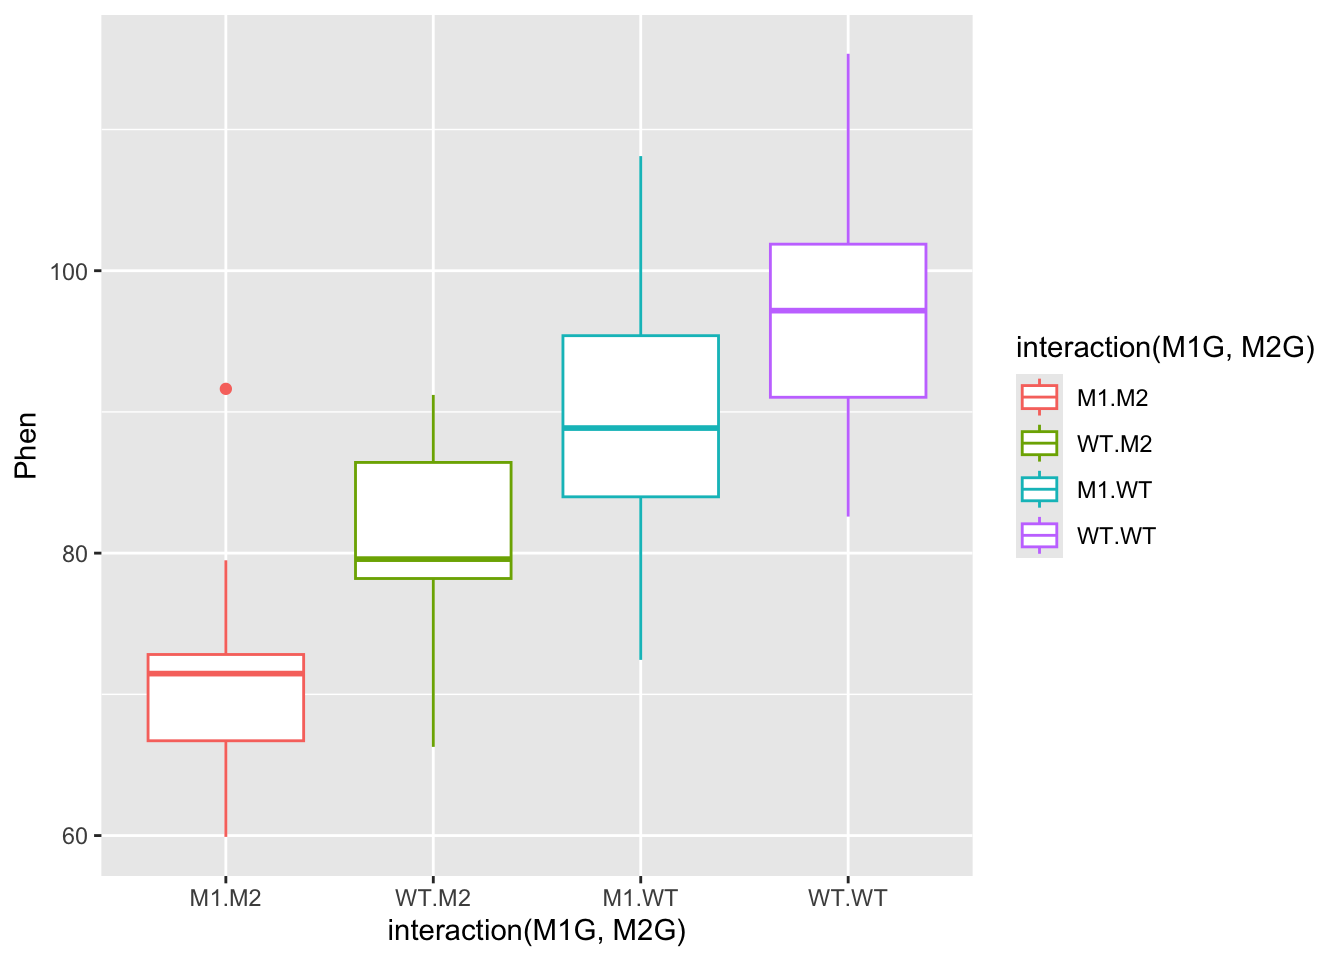 Phen
100
80
60
M1.M2
WT.M2
M1.WT
WT.WT
interaction(M1G, M2G)
interaction(M1G, M2G)
M1.M2
WT.M2
M1.WT
WT.WT